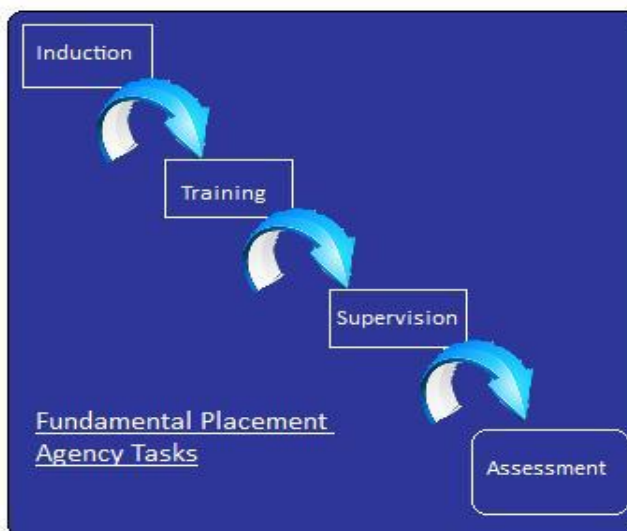 Induction
Training
Supervision
Fundamental Placement
Agency Tasks
Assessment